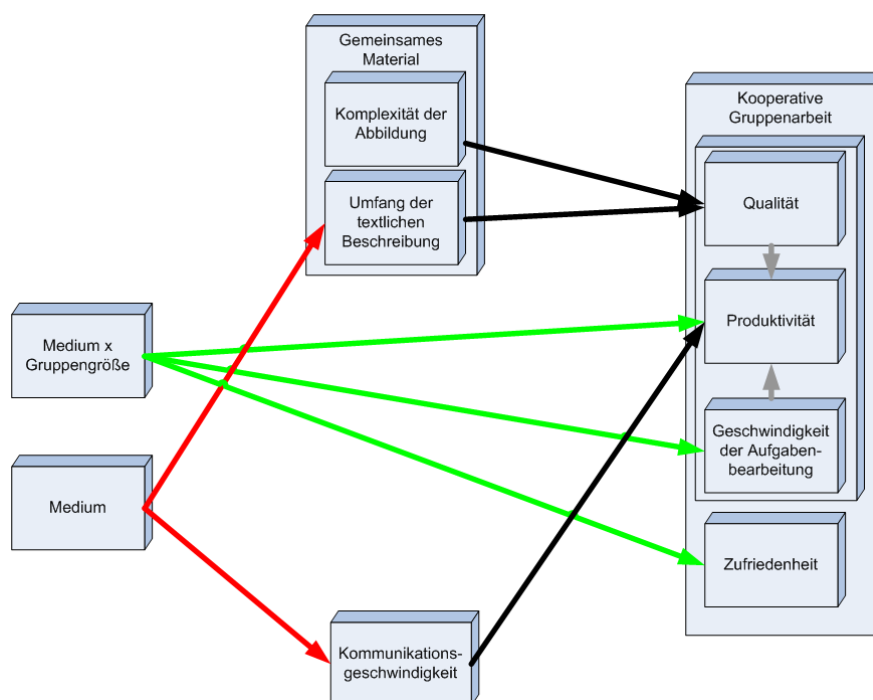 Gemeinsames
Material
Komplexität der
Abbildung
Umfang der
textlichen
Beschreibung
Kooperative
Gruppenarbeit
Qualität
Produktivität
Geschwindigkeit
der Aufgaben-
bearbeitung
Zufriedenheit
Medium x
Gruppengröße
Medium
Kommunikations-
geschwindigkeit